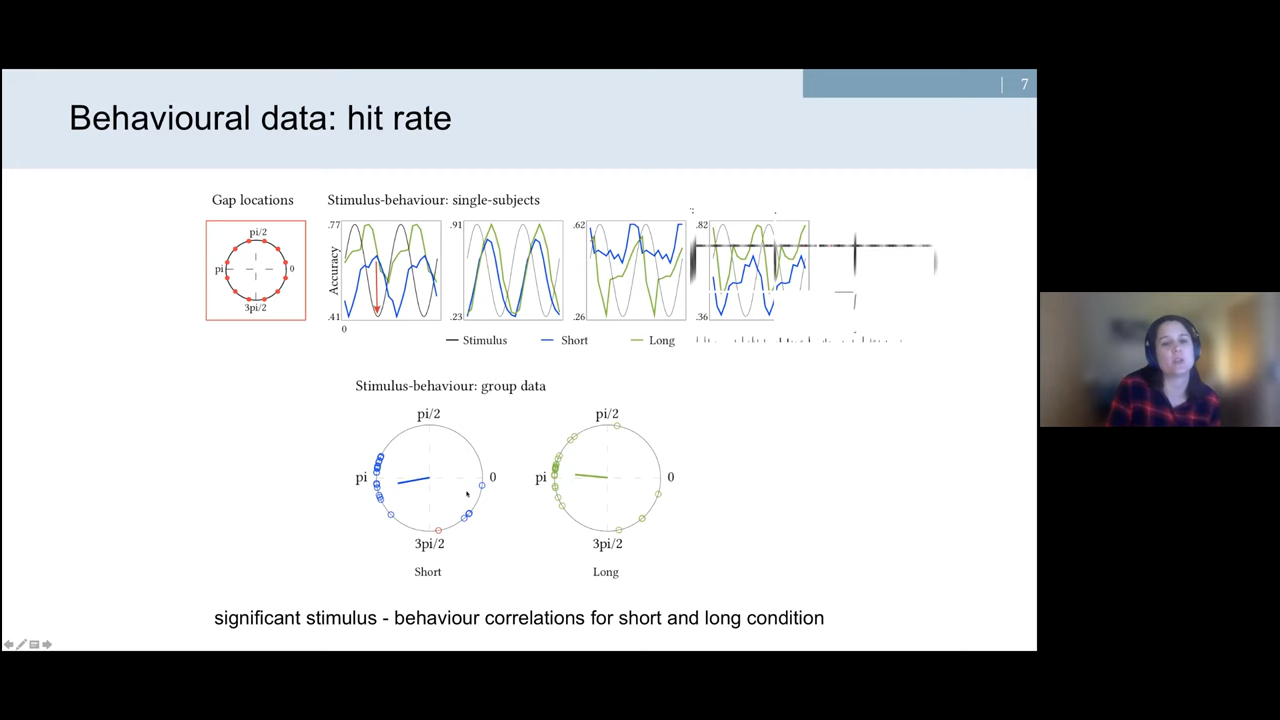 7
Behavioural data: hit rate
Gap locations
Stimulus-behaviour: single-subjects
pi/2
pi
0
3pi/2
Accuracy
.77
.41
0
.91
.23
.62
.26
.82
.36
Stimulus
Short
Long
Stimulus-behaviour: group data
pi/2
pi
0
3pi/2
Short
pi/2
pi
0
3pi/2
Long
significant stimulus - behaviour correlations for short and long condition